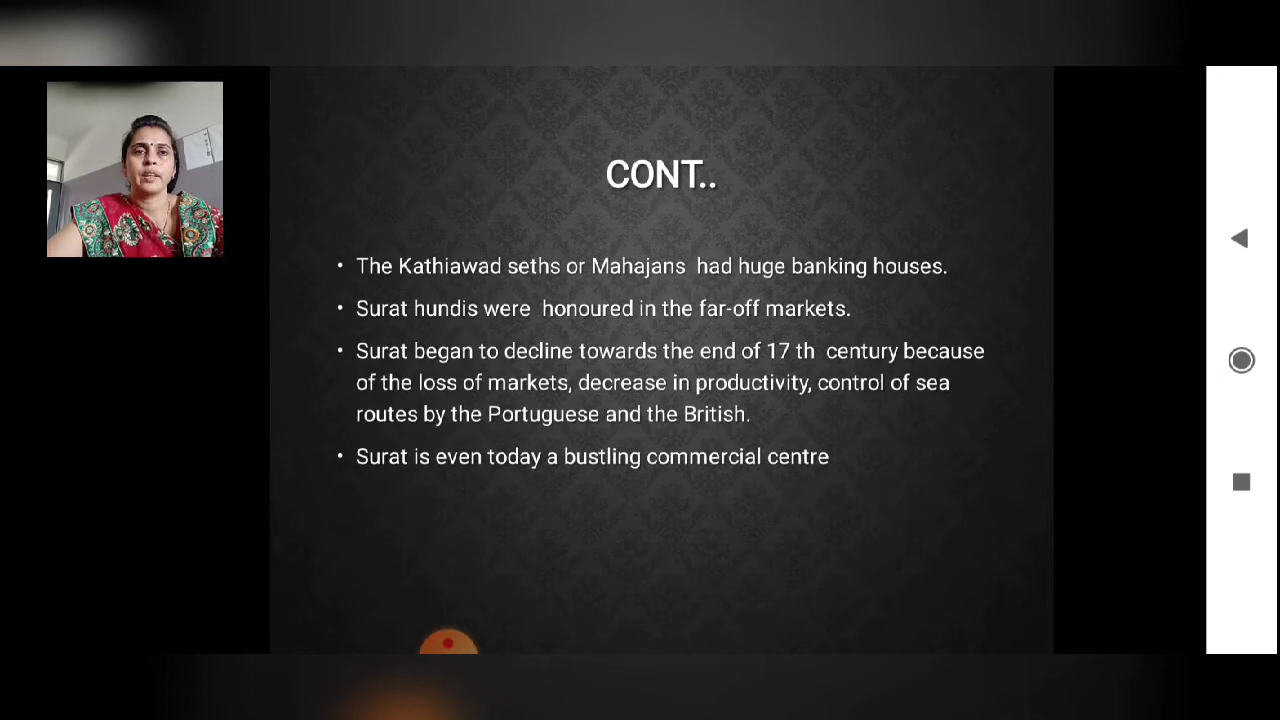 CONT..
• The Kathiawad seths or Mahajans had huge banking houses.
• Surat hundis were honoured in the far-off markets.
• Surat began to decline towards the end of 17 th century because
of the loss of markets, decrease in productivity, control of sea
routes by the Portuguese and the British.
• Surat is even today a bustling commercial centre